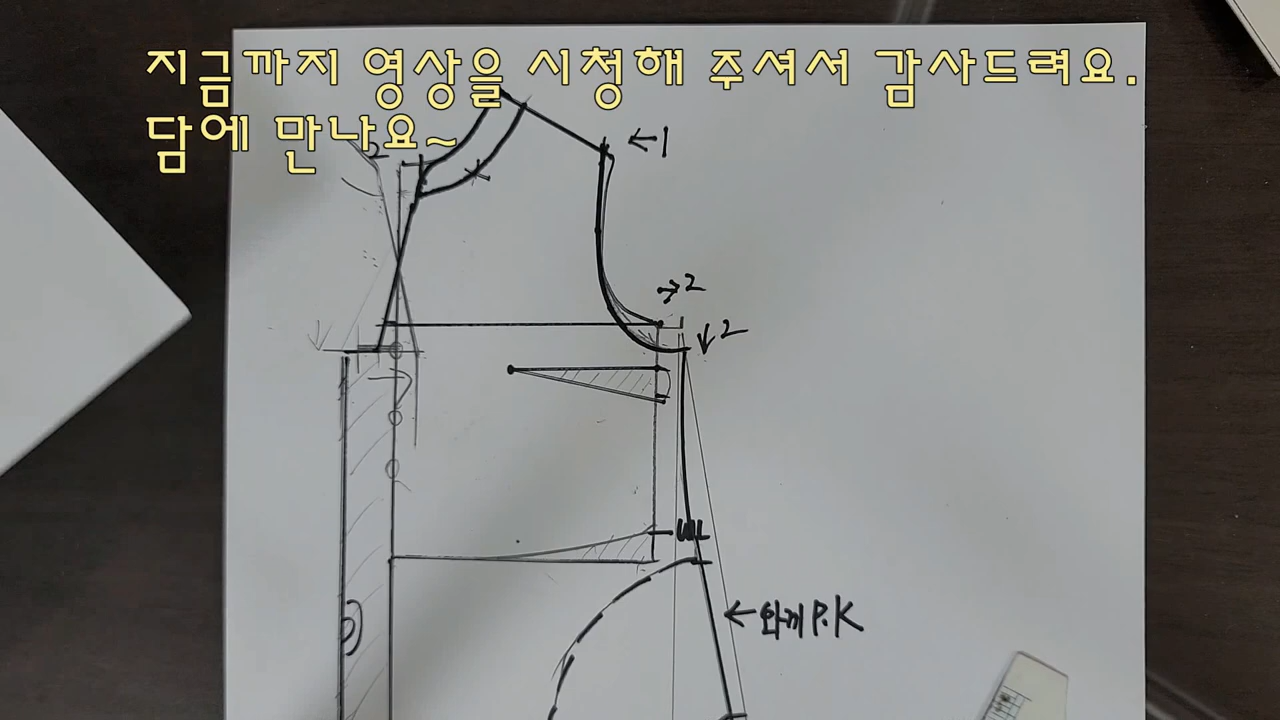 지금까지 영상을 시청해 주셔서 감사드려요.
담에 만나요~
←1
→2
↓2
WL
←와끼 P.K